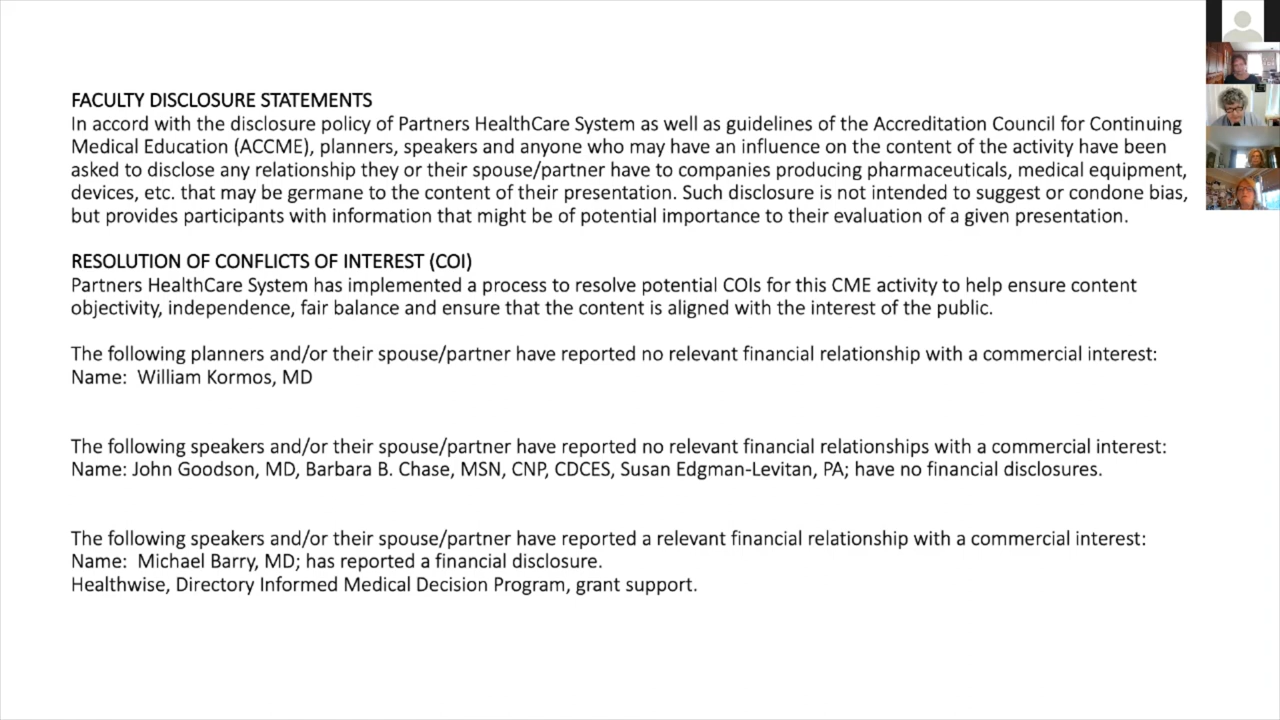 FACULTY DISCLOSURE STATEMENTS
In accord with the disclosure policy of Partners HealthCare System as well as guidelines of the Accreditation Council for Continuing
Medical Education (ACCME), planners, speakers and anyone who may have an influence on the content of the activity have been
asked to disclose any relationship they or their spouse/partner have to companies producing pharmaceuticals, medical equipment,
devices, etc. that may be germane to the content of their presentation. Such disclosure is not intended to suggest or condone bias,
but provides participants with information that might be of potential importance to their evaluation of a given presentation.
RESOLUTION OF CONFLICTS OF INTEREST (COI)
Partners HealthCare System has implemented a process to resolve potential COIs for this CME activity to help ensure content
objectivity, independence, fair balance and ensure that the content is aligned with the interest of the public.
The following planners and/or their spouse/partner have reported no relevant financial relationship with a commercial interest:
Name: William Kormos, MD
The following speakers and/or their spouse/partner have reported no relevant financial relationships with a commercial interest:
Name: John Goodson, MD, Barbara B. Chase, MSN, CNP, CDCES, Susan Edgman-Levitan, PA; have no financial disclosures.
The following speakers and/or their spouse/partner have reported a relevant financial relationship with a commercial interest:
Name: Michael Barry, MD; has reported a financial disclosure.
Healthwise, Directory Informed Medical Decision Program, grant support.